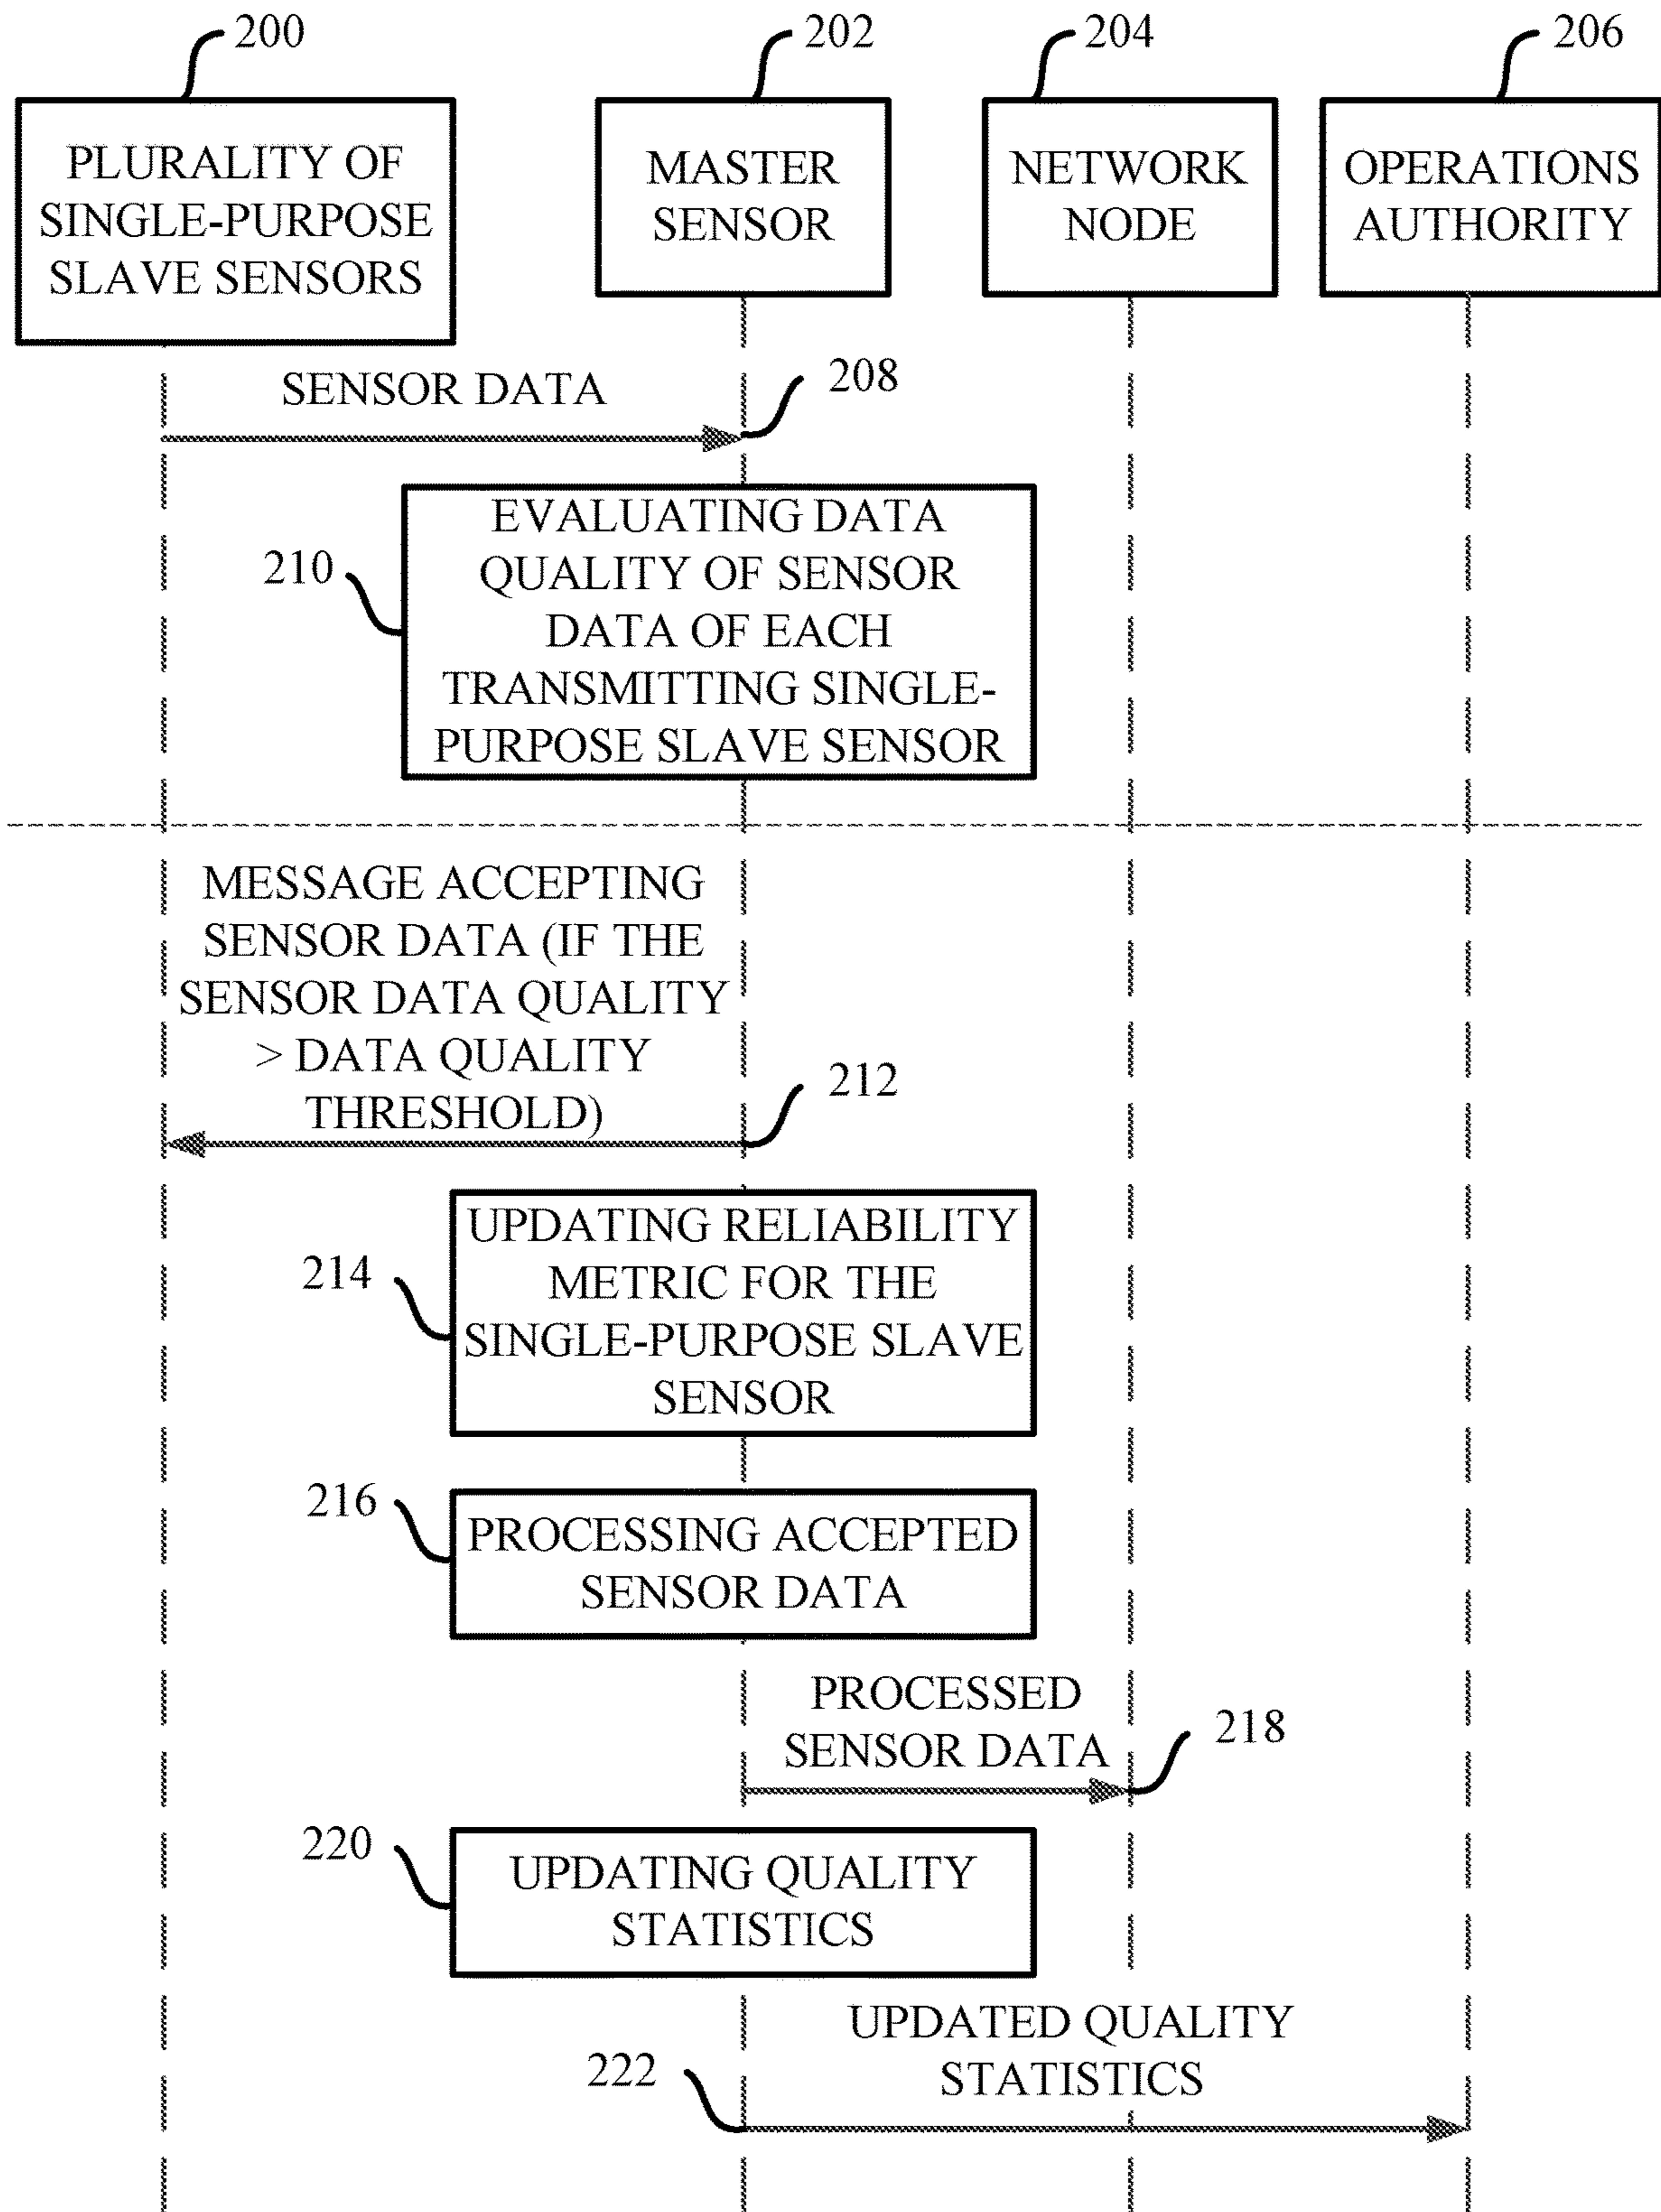 200
202
204
206
PLURALITY OF
SINGLE-PURPOSE
SLAVE SENSORS
MASTER
SENSOR
NETWORK
NODE
OPERATIONS
AUTHORITY
SENSOR DATA
208
210
EVALUATING DATA
QUALITY OF SENSOR
DATA OF EACH
TRANSMITTING SINGLE-
PURPOSE SLAVE SENSOR
MESSAGE ACCEPTING
SENSOR DATA (IF THE
SENSOR DATA QUALITY
> DATA QUALITY
THRESHOLD)
212
214
UPDATING RELIABILITY
METRIC FOR THE
SINGLE-PURPOSE SLAVE
SENSOR
216
PROCESSING ACCEPTED
SENSOR DATA
PROCESSED
SENSOR DATA
218
220
UPDATING QUALITY
STATISTICS
UPDATED QUALITY
STATISTICS
222